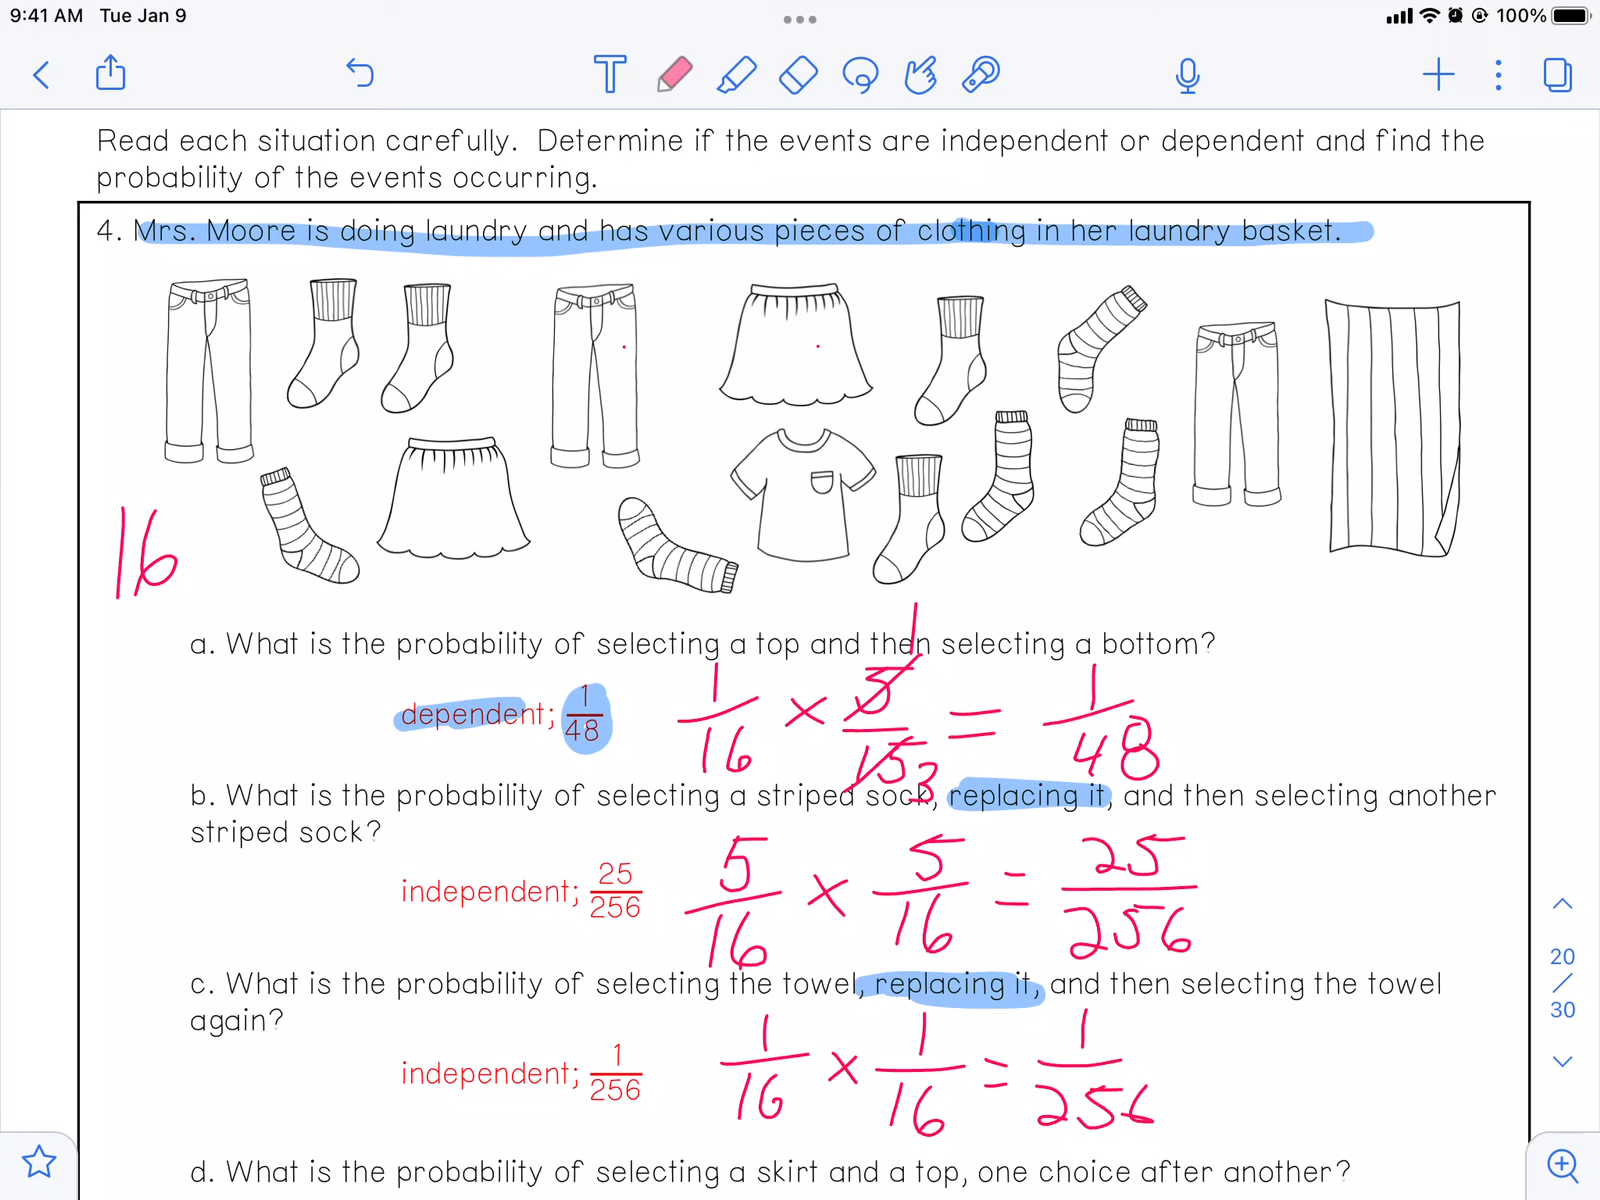 9:41 AM Tue Jan 9
100%
T
Read each situation carefully. Determine if the events are independent or dependent and find the
probability of the events occurring.
4. Mrs. Moore is doing laundry and has various pieces of clothing in her laundry basket.
16
a. What is the probability of selecting a top and then selecting a bottom?
dependent; 1/48 1/16 × 5/15 = 1/48
1
3
b. What is the probability of selecting a striped sock, replacing it, and then selecting another
striped sock?
independent; 25/256 5/16 × 5/16 = 25/256
c. What is the probability of selecting the towel, replacing it, and then selecting the towel
again?
independent; 1/256 1/16 × 1/16 = 1/256
d. What is the probability of selecting a skirt and a top, one choice after another?
20
/
30